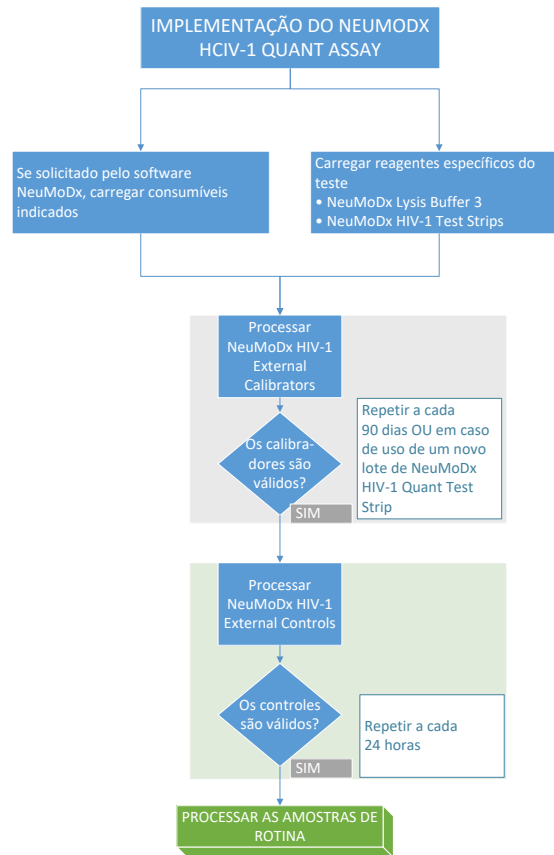 IMPLEMENTAÇÃO DO NEUMODX
HCIV-1 QUANT ASSAY
Se solicitado pelo software
NeuMoDx, carregar consumíveis
indicados
Carregar reagentes específicos do
teste
• NeuMoDx Lysis Buffer 3
• NeuMoDx HIV-1 Test Strips
Processar
NeuMoDx HIV-1
External
Calibrators
Os calibra-
dores são
válidos?
Repetir a cada
90 dias OU em caso
de uso de um novo
lote de NeuMoDx
HIV-1 Quant Test
Strip
SIM
Processar
NeuMoDx HIV-1
External Controls
Os controles
são válidos?
Repetir a cada
24 horas
SIM
PROCESSAR AS AMOSTRAS DE
ROTINA